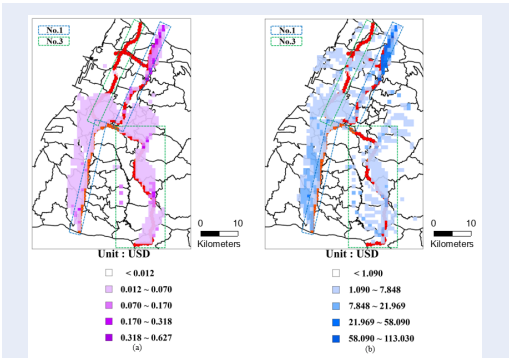 No.1
No.3
0 10
Kilometers
Unit : USD
< 0.012
0.012 ~ 0.070
0.070 ~ 0.170
0.170 ~ 0.318
0.318 ~ 0.627
(a)
No.1
No.3
0 10
Kilometers
Unit : USD
< 1.090
1.090 ~ 7.848
7.848 ~ 21.969
21.969 ~ 58.090
58.090 ~ 113.030
(b)